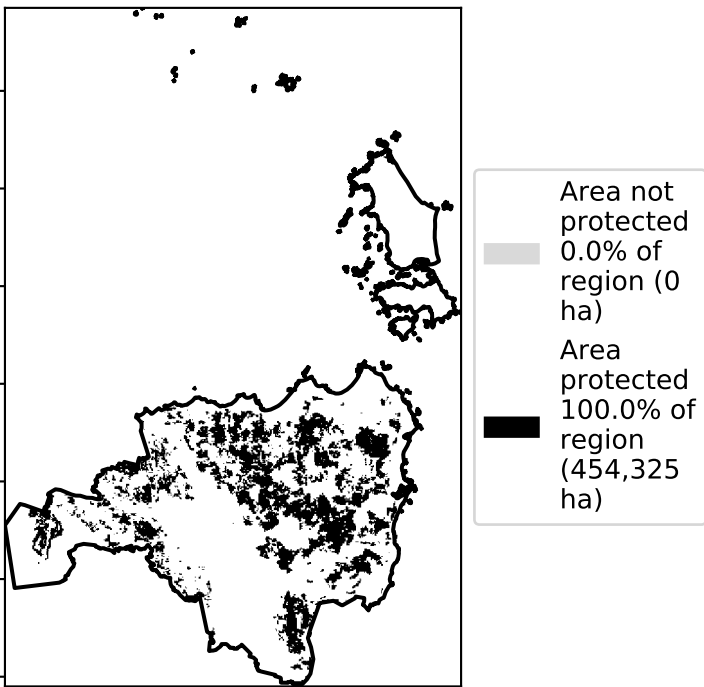 Area not
protected
0.0% of
region (0
ha)
Area
protected
100.0% of
region
(454,325
ha)